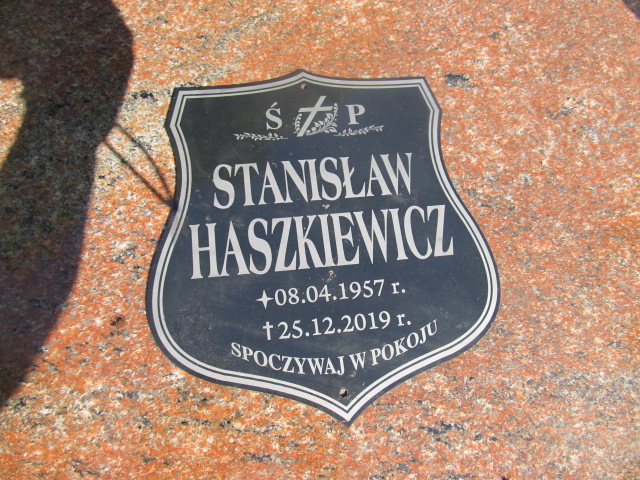 Ś P
STANISŁAW
HASZKIEWICZ
08.04.1957 r.
25.12.2019 r.
SPOCZYWAJ W POKOJU